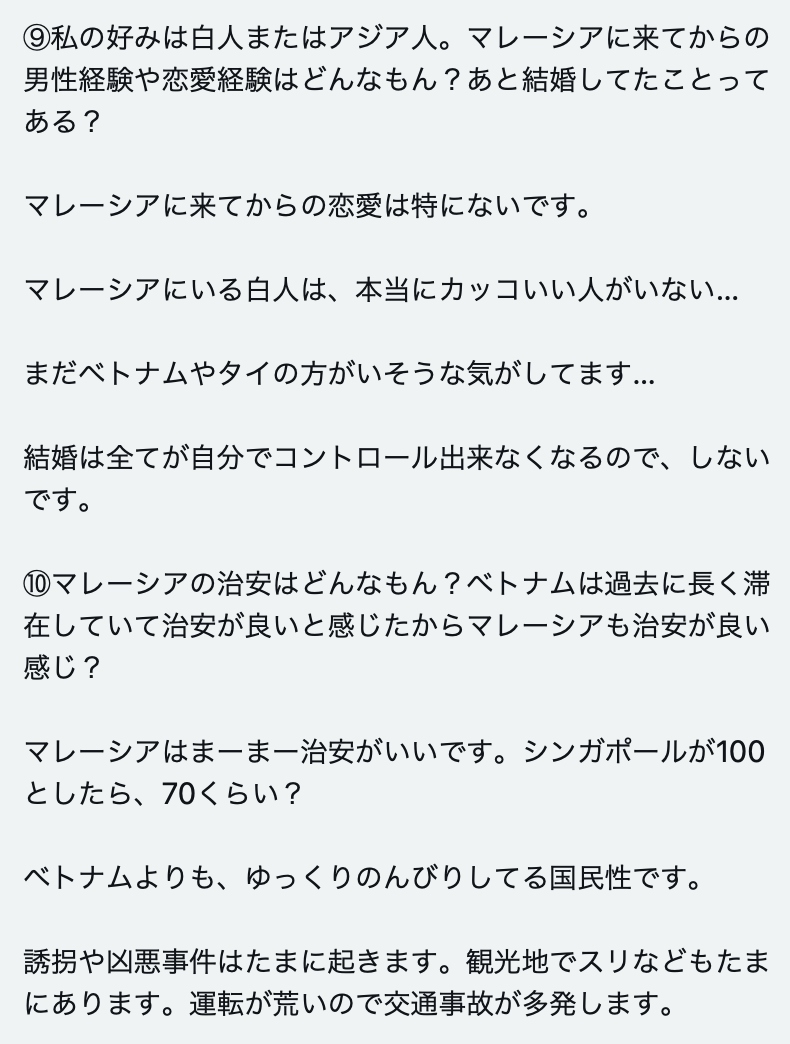 ⑨私の好みは白人またはアジア人。マレーシアに来てからの
男性経験や恋愛経験はどんなもん？あと結婚してたことって
ある？
マレーシアに来てからの恋愛は特にないです。
マレーシアにいる白人は、本当にカッコいい人がいない...
まだベトナムやタイの方がいそうな気がしてます...
結婚は全てが自分でコントロール出来なくなるので、しない
です。
⑩マレーシアの治安はどんなもん？ベトナムは過去に長く滞
在していて治安が良いと感じたからマレーシアも治安が良い
感じ？
マレーシアはまーまー治安がいいです。シンガポールが100
としたら、70くらい？
ベトナムよりも、ゆっくりのんびりしてる国民性です。
誘拐や凶悪事件はたまに起きます。観光地でスリなどもたま
にあります。運転が荒いので交通事故が多発します。